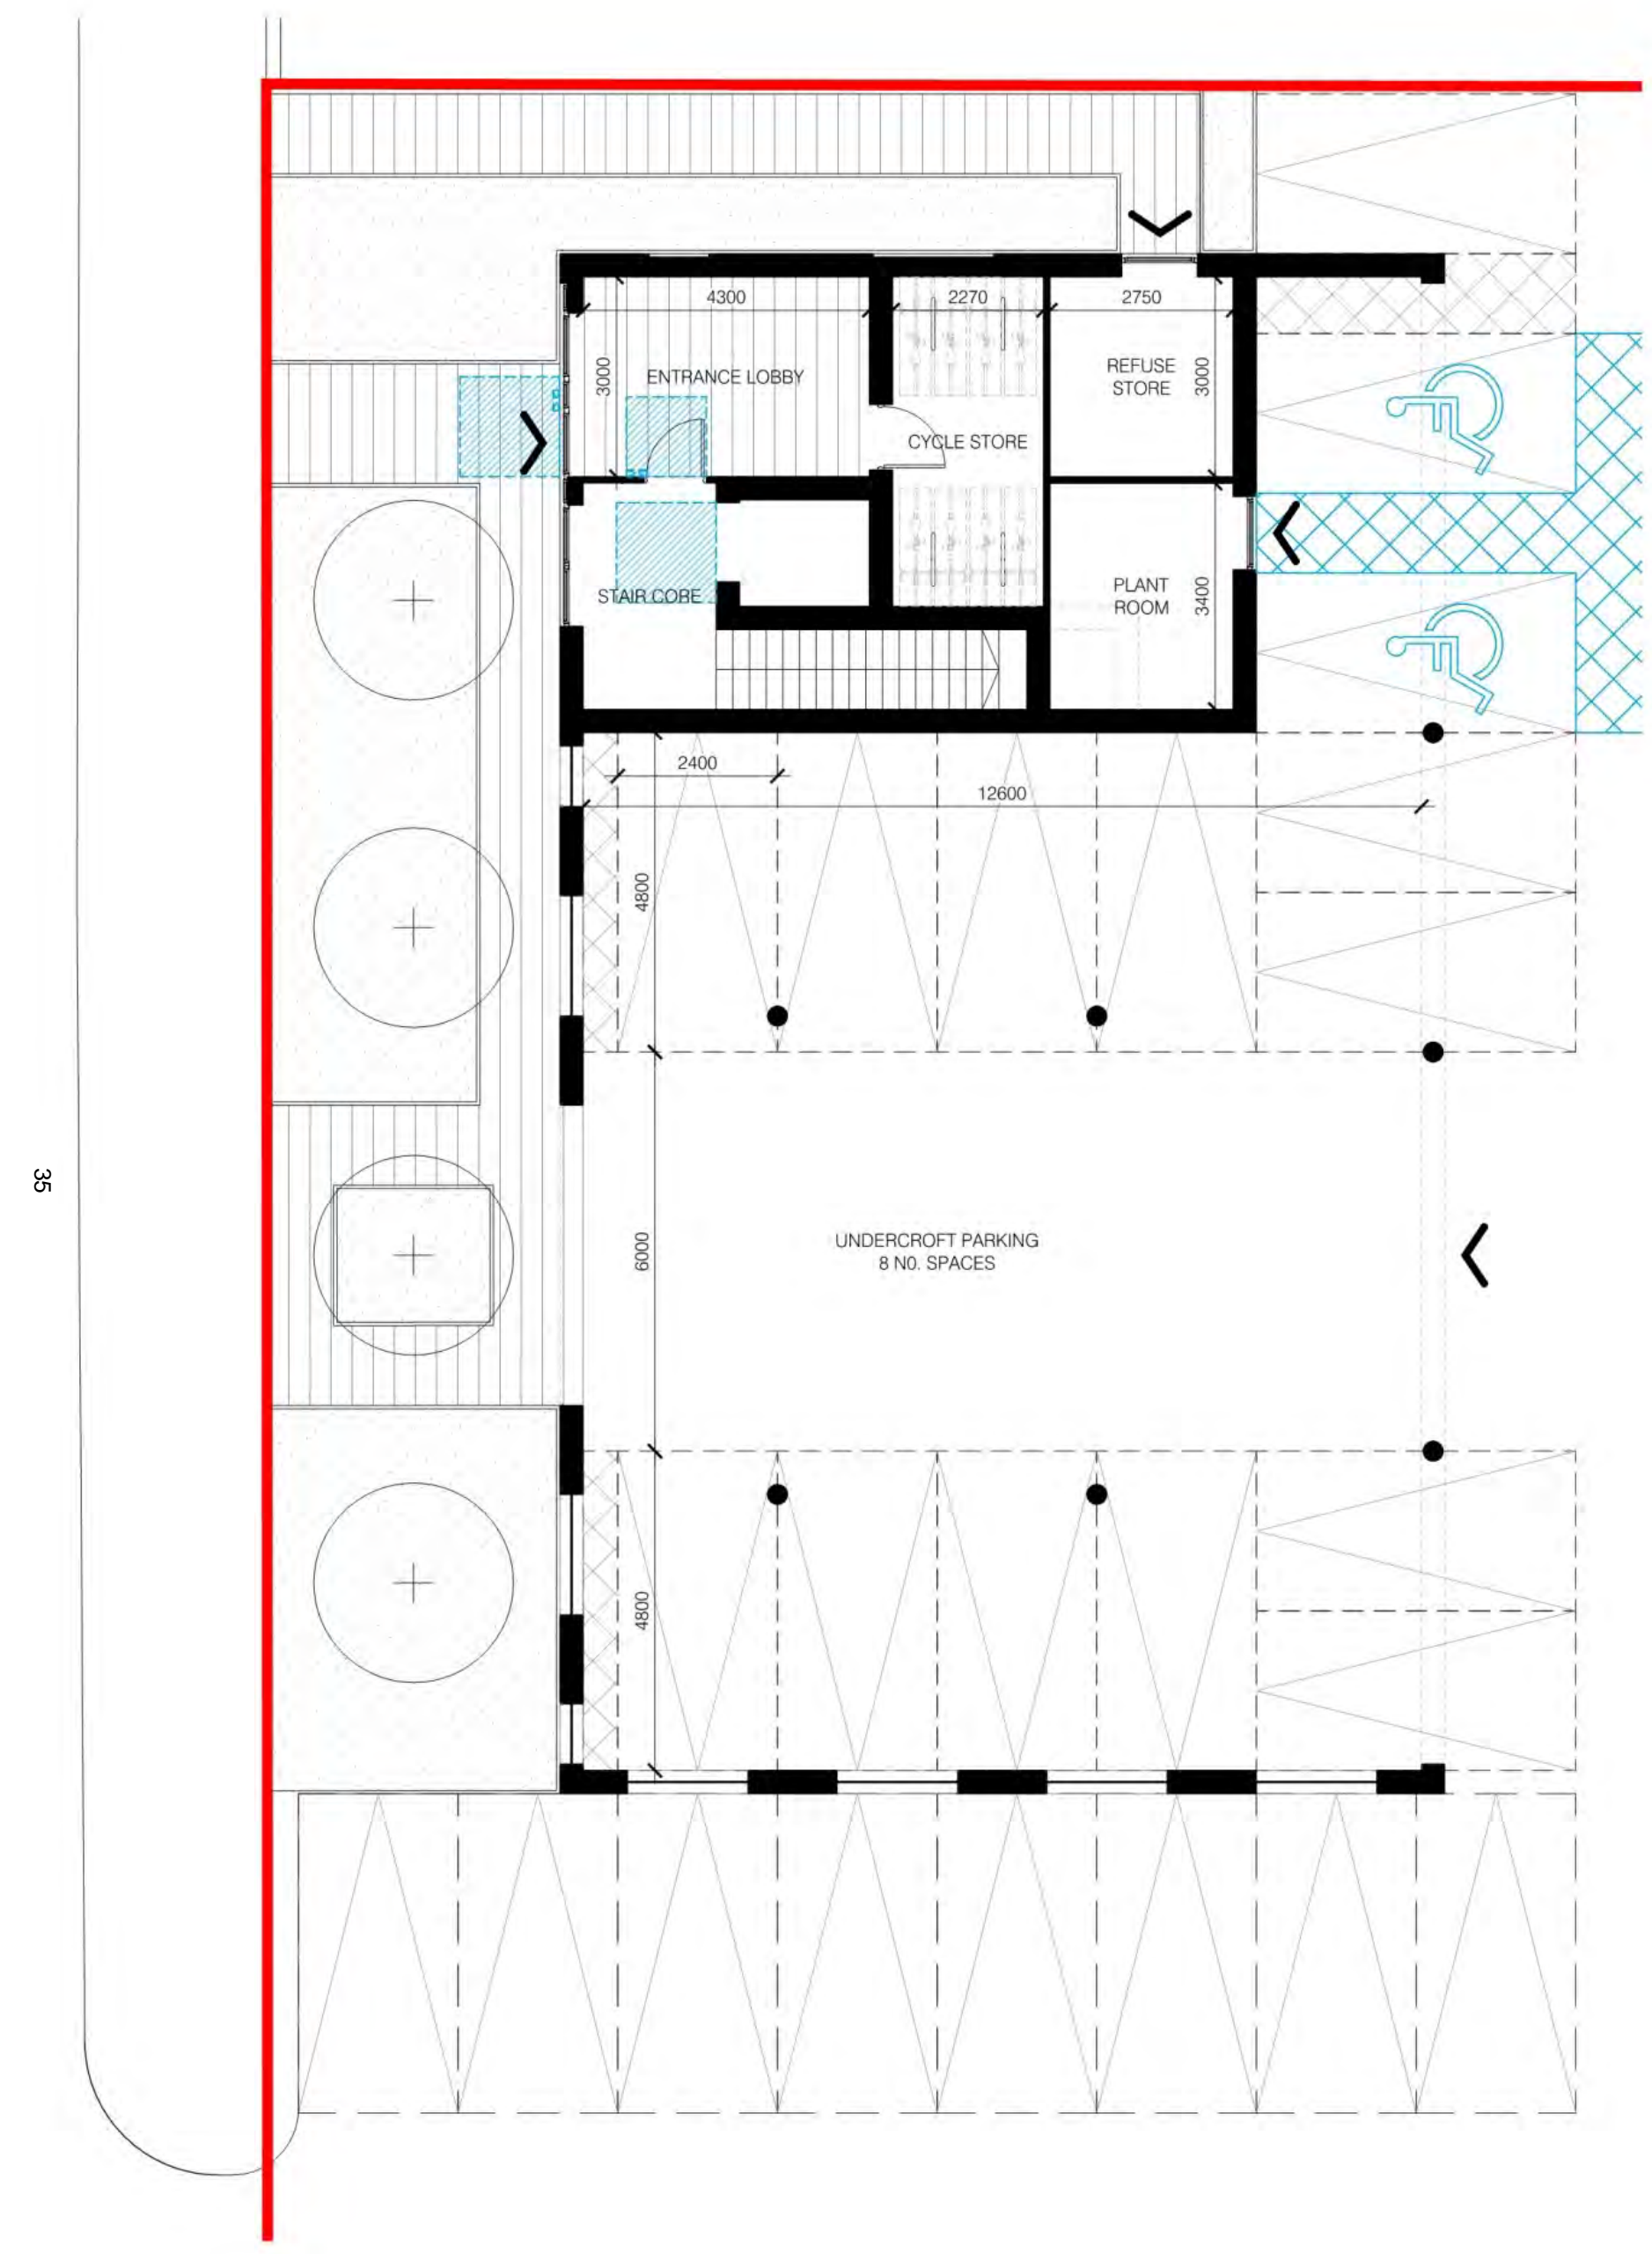 4300
2270
2750
3000
ENTRANCE LOBBY
REFUSE
STORE
3000
CYCLE STORE
STAIR CORE
PLANT
ROOM
3400
2400
12600
4800
35
6000
UNDERCROFT PARKING
8 N0. SPACES
4800